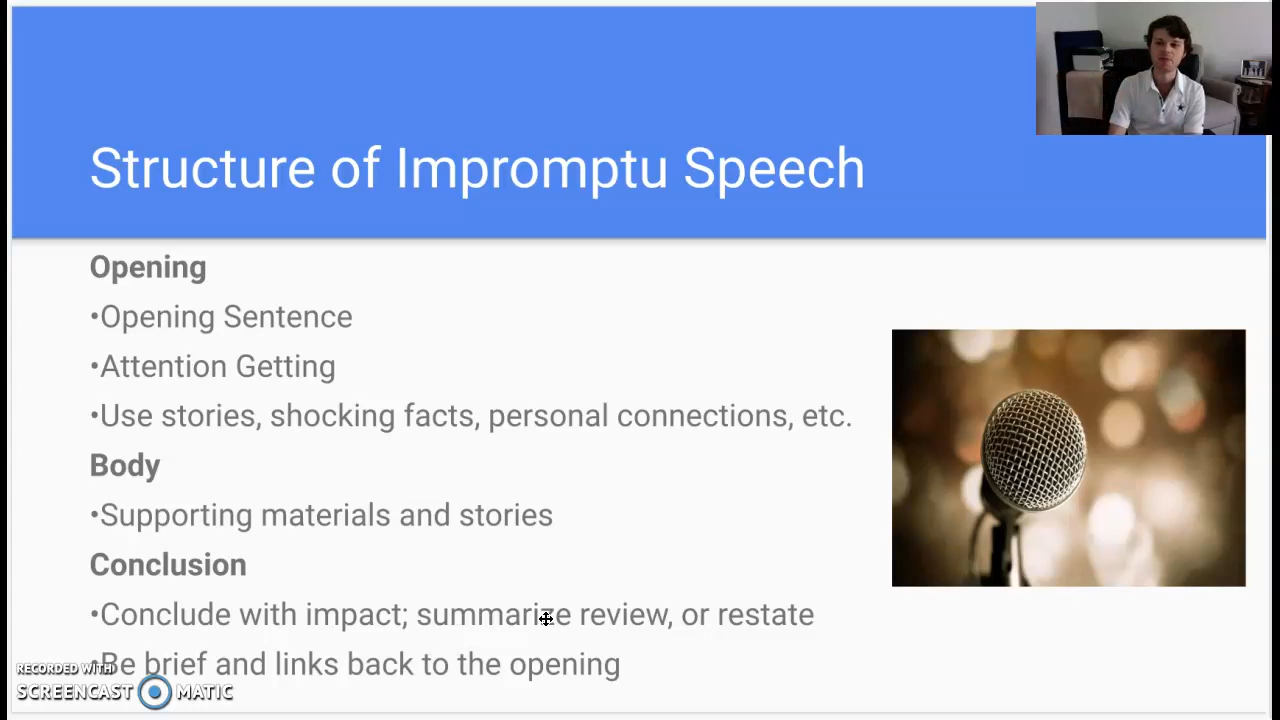 Structure of Impromptu Speech
Opening
•Opening Sentence
•Attention Getting
•Use stories, shocking facts, personal connections, etc.
Body
•Supporting materials and stories
Conclusion
•Conclude with impact; summarize review, or restate
•Be brief and links back to the opening
RECORDED WITH
SCREENCAST MATIC